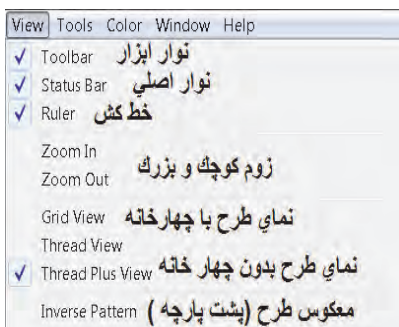 View Tools Color Window Help
Toolbar نوار ابزار
Status Bar نوار اصلي
Ruler خط کش
Zoom In
Zoom Out زوم کوچك و بزرك
Grid View نماي طرح با چهارخانه
Thread View
Thread Plus View نماي طرح بدون چهار خانه
Inverse Pattern معکوس طرح (پشت پارچه )